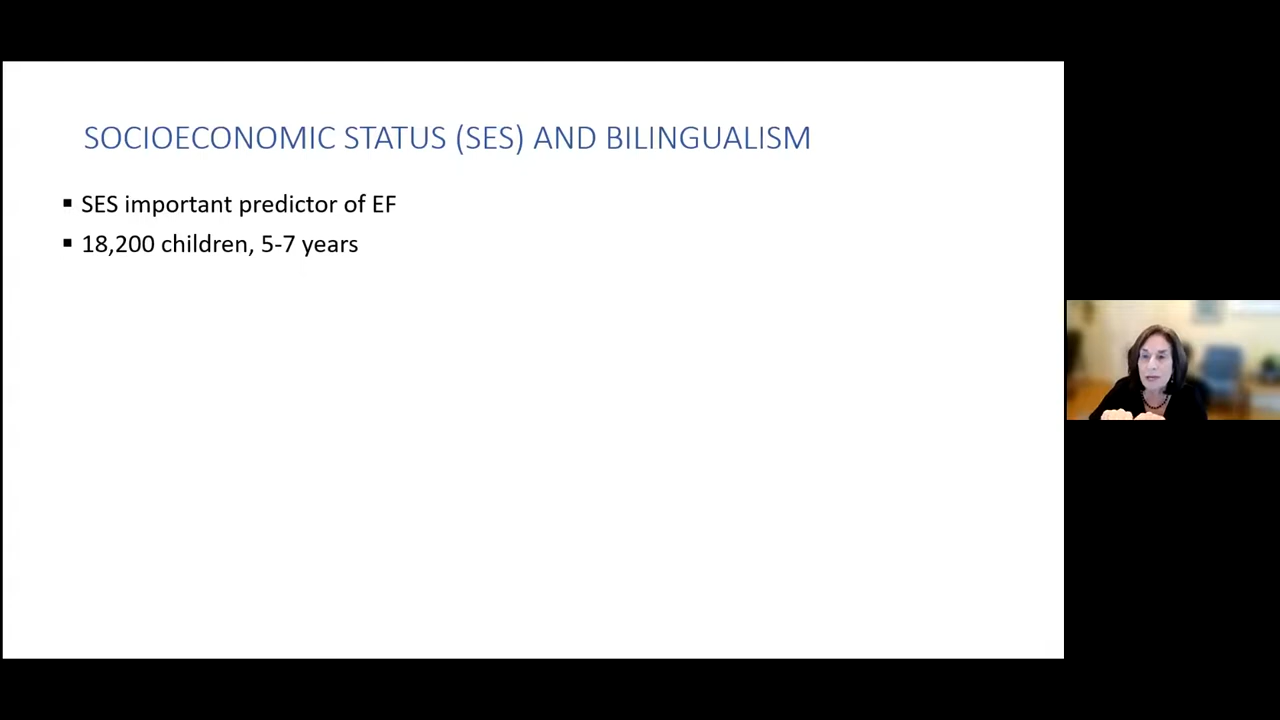 SOCIOECONOMIC STATUS (SES) AND BILINGUALISM
▪ SES important predictor of EF
▪ 18,200 children, 5-7 years